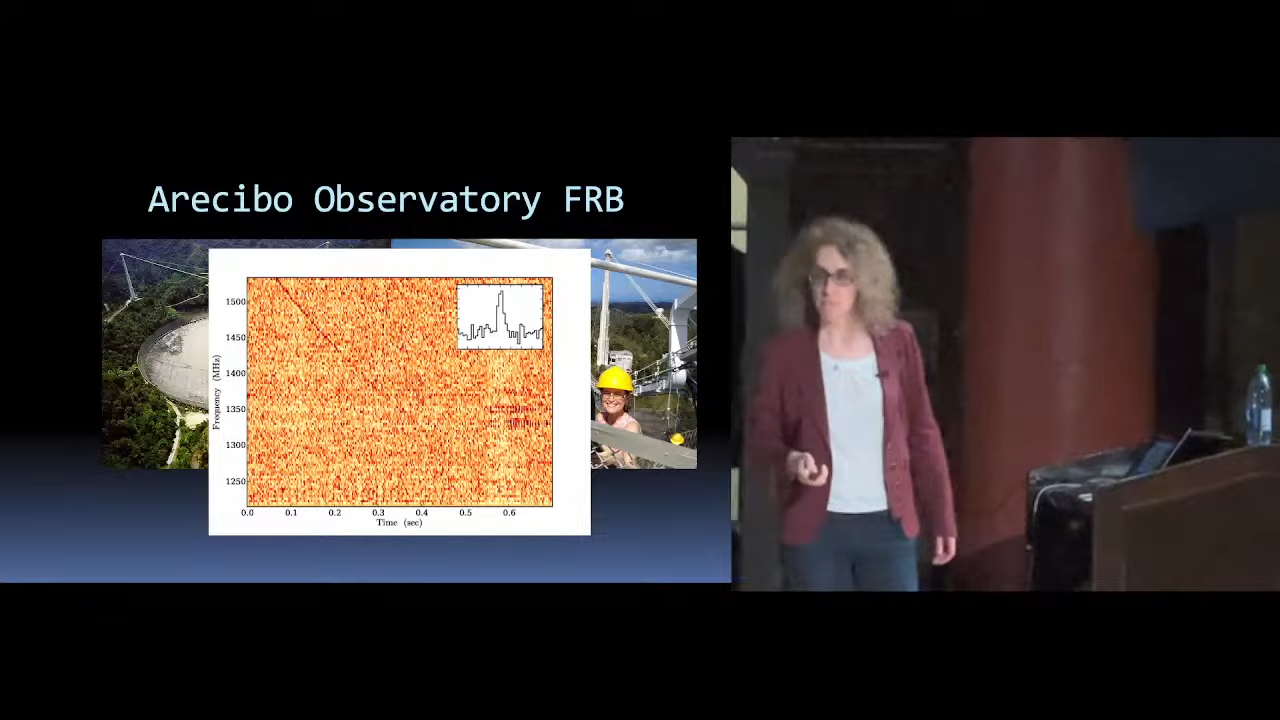 Arecibo Observatory FRB
1500
1450
1400
1350
1300
1250
Frequency (MHz)
0.0 0.1 0.2 0.3 0.4 0.5 0.6
Time (sec)